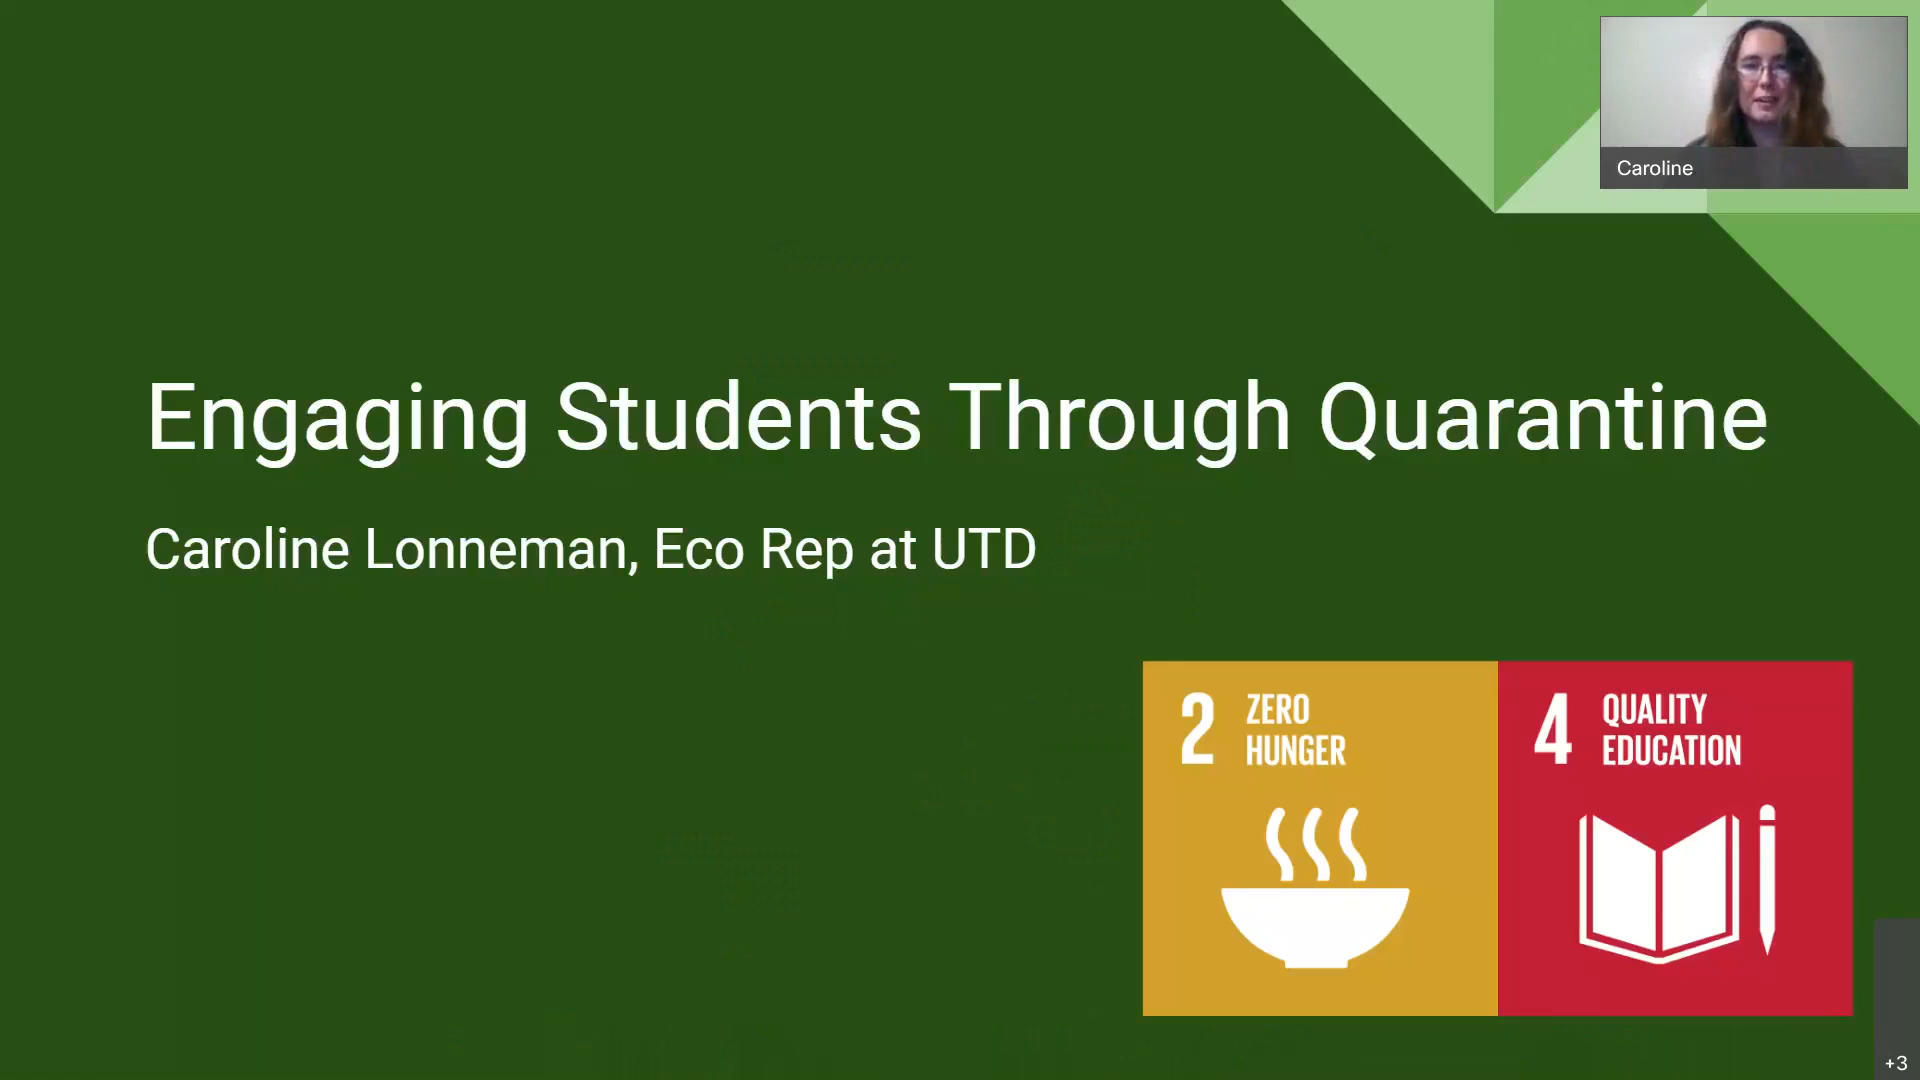 Caroline
Engaging Students Through Quarantine
Caroline Lonneman, Eco Rep at UTD
2 ZERO HUNGER
4 QUALITY EDUCATION
+3